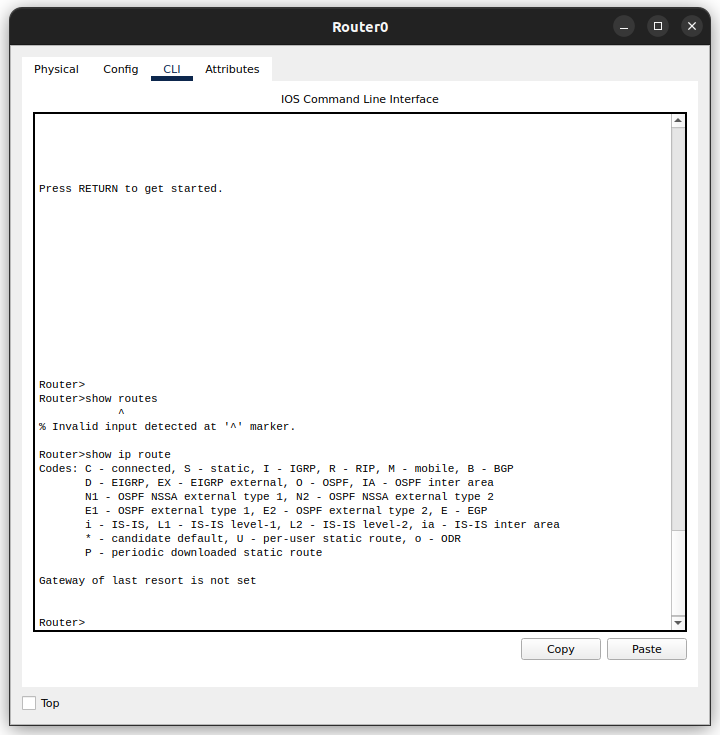 Router0
Physical Config CLI Attributes
IOS Command Line Interface
Press RETURN to get started.
Router>
Router>show routes
^
% Invalid input detected at '^' marker.
Router>show ip route
Codes: C - connected, S - static, I - IGRP, R - RIP, M - mobile, B - BGP
D - EIGRP, EX - EIGRP external, O - OSPF, IA - OSPF inter area
N1 - OSPF NSSA external type 1, N2 - OSPF NSSA external type 2
E1 - OSPF external type 1, E2 - OSPF external type 2, E - EGP
i - IS-IS, L1 - IS-IS level-1, L2 - IS-IS level-2, ia - IS-IS inter area
* - candidate default, U - per-user static route, o - ODR
P - periodic downloaded static route
Gateway of last resort is not set
Router>
Copy Paste
Top